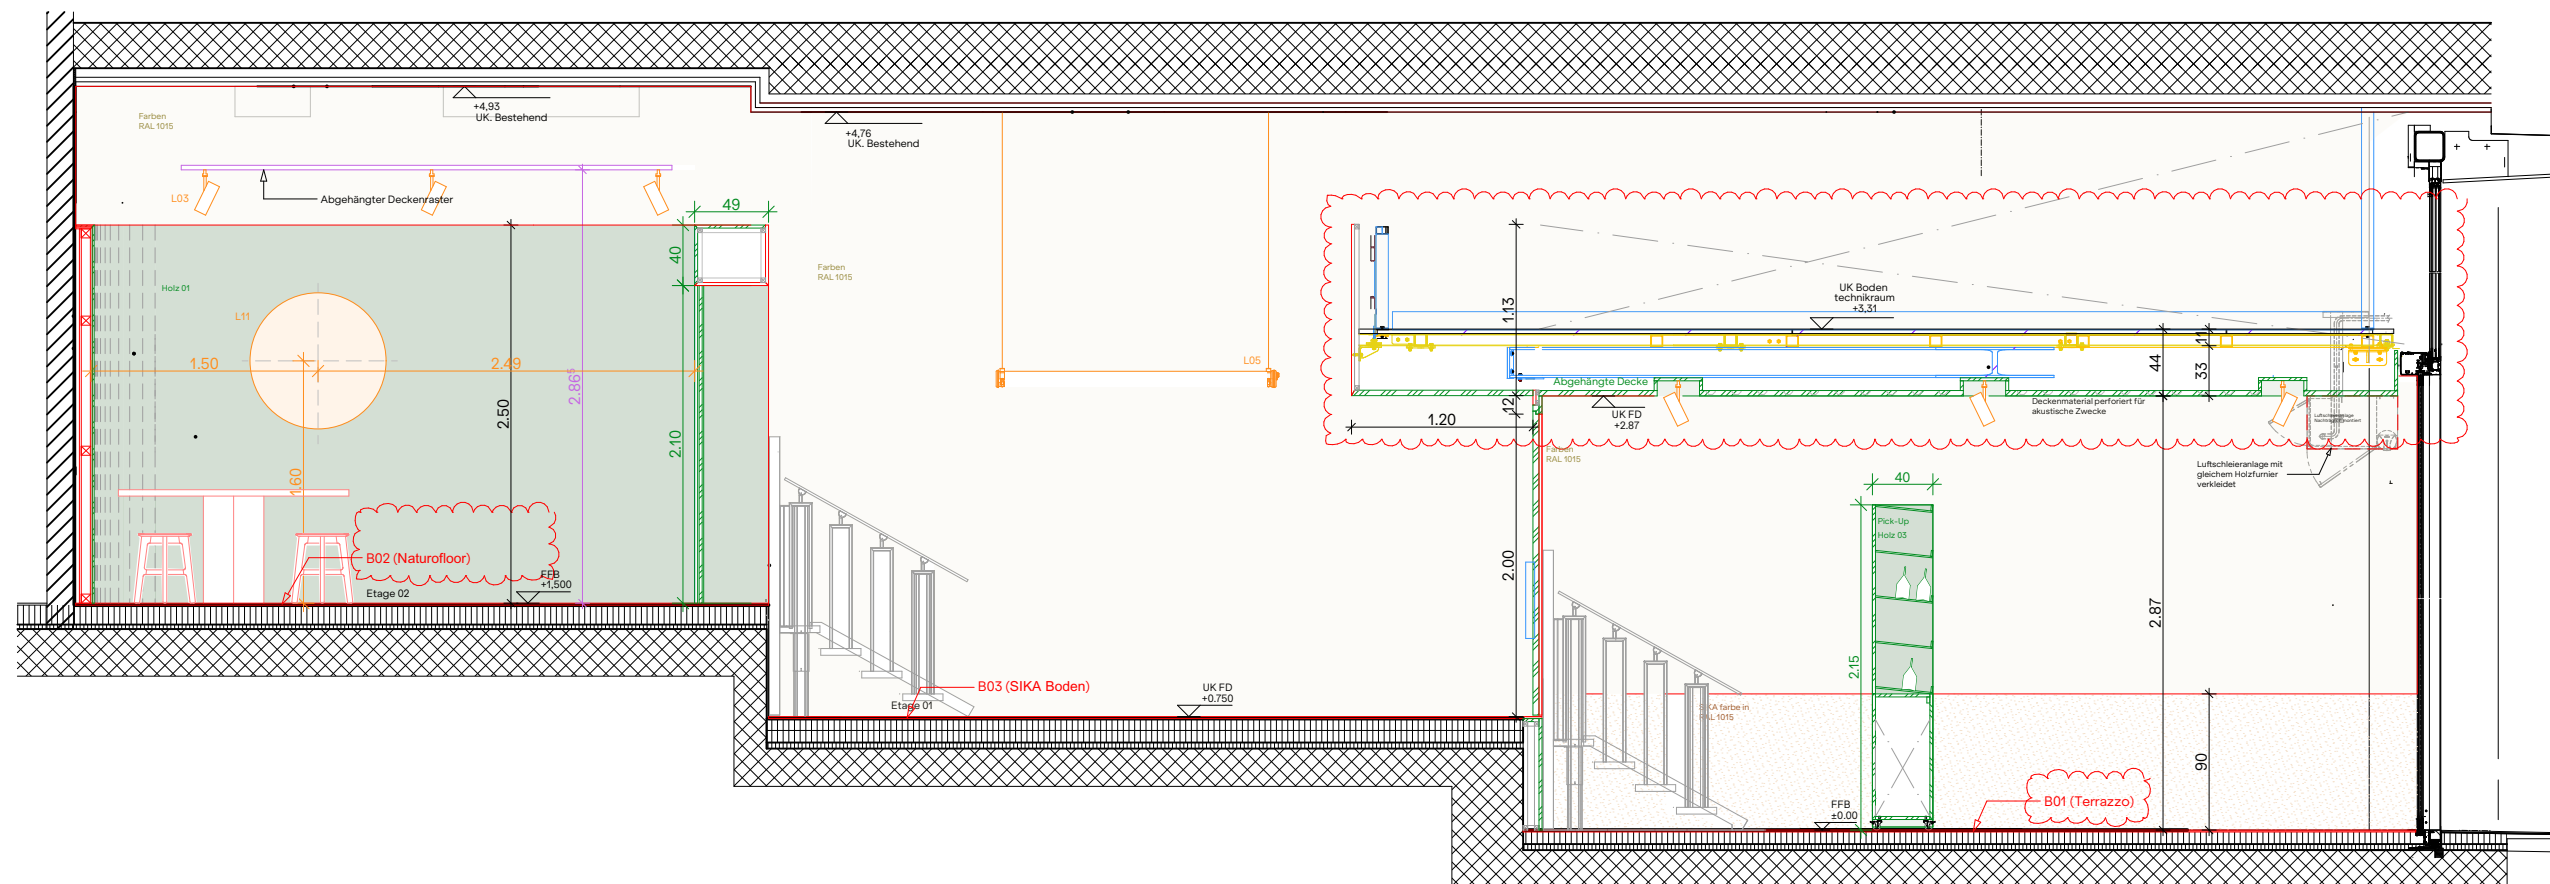 +4,93
UK. Bestehend
Farben
RAL 1015
+4,76
UK. Bestehend
L03
Abgehängter Deckenraster
49
40
Farben
RAL 1015
Holz 01
L11
1.50
2.49
2.86⁵
2.50
2.10
1.60
L05
1.13
UK Boden
technikraum
+3,31
11
44
33
Abgehängte Decke
12
1.20
UK FD
+2.87
Deckenmaterial perforiert für
akustische Zwecke
Farben
RAL 1015
Luftschleieranlage mit
gleichem Holzfurnier
verkleidet
40
Pick-Up
Holz 03
B02 (Naturofloor)
FFB
+1,500
Etage 02
2.00
2.87
2.15
B03 (SIKA Boden)
Etage 01
UK FD
+0.750
SIKA farbe in
RAL 1015
90
FFB
±0.00
B01 (Terrazzo)